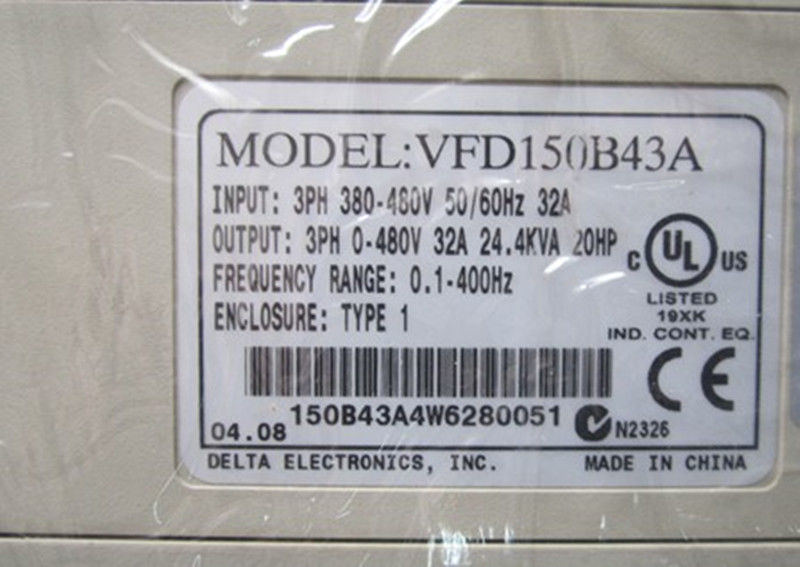 MODEL:VFD150B43A
INPUT: 3PH 380-480V 50/60Hz 32A
OUTPUT: 3PH 0-480V 32A 24.4KVA 20HP
FREQUENCY RANGE: 0.1-400Hz
ENCLOSURE: TYPE 1
C UL US
LISTED
19XK
IND. CONT. EQ.
CE
150B43A4W6280051
04.08
N2326
DELTA ELECTRONICS, INC. MADE IN CHINA